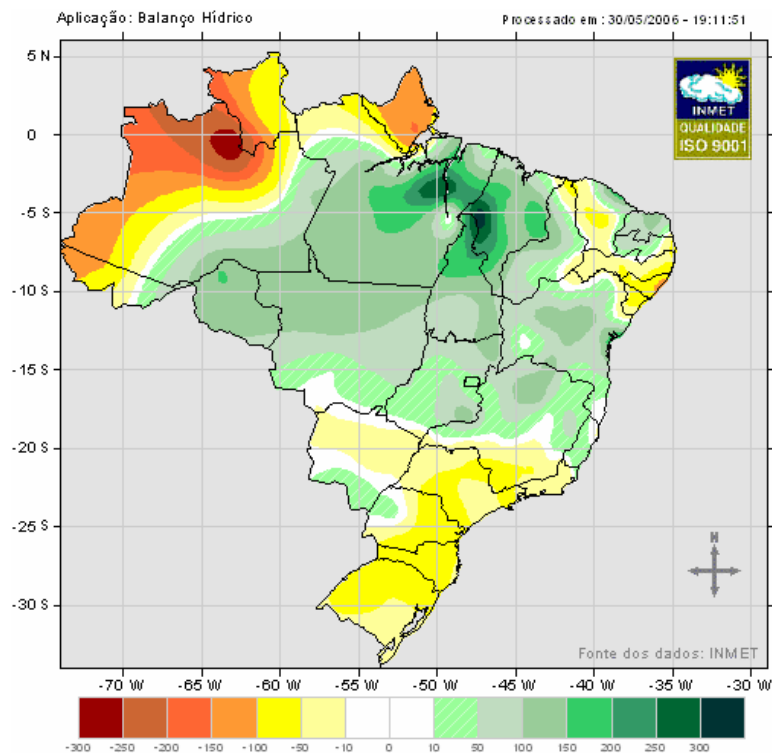 Aplicação: Balanço Hídrico
Processado em : 30/05/2006 - 19:11:51
5 N
0
-5 S
-10 S
-15 S
-20 S
-25 S
-30 S
INMET
QUALIDADE
ISO 9001
N
Fonte dos dados: INMET
-70 W -65 W -60 W -55 W -50 W -45 W -40 W -35 W -30 W
-300 -250 -200 -150 -100 -50 -10 0 10 50 100 150 200 250 300